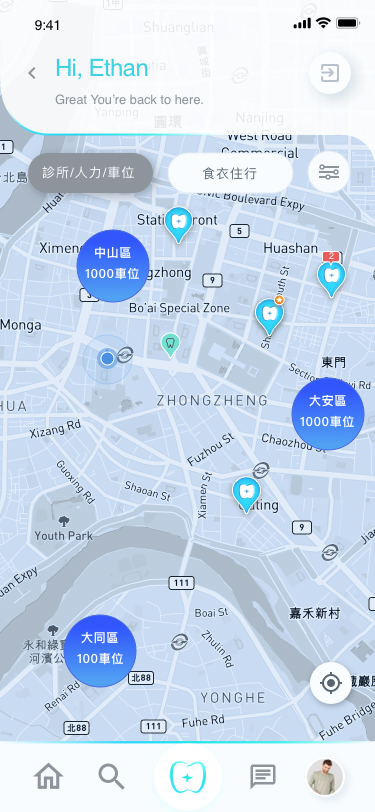 9:41
Shuanglian
Hi, Ethan
Great You're back to here.
Yanping
圓環
Nanjing
West Road
Commercial
1
診所/人力/車位
食衣住行
Civic Boulevard Expy
5
Ximen
中山區
1000車位
gzhong
Huashan
2
9
3
Bo'ai Special Zone
Monga
東門
大安區
1000車位
ZHONGZHENG
HUA
Xizang Rd
Fuzhou St
Chaozhou St
Guoxing Rd
Shaoan St
Xiamen St
Guting
9
Youth Park
111
Boai St
嘉禾新村
大同區
100車位
永和綠寶
河濱公
Zhulin Rd
北88
Renai Rd
YONGHE
北88
111
Fuhe Rd
Fuhe Bridge